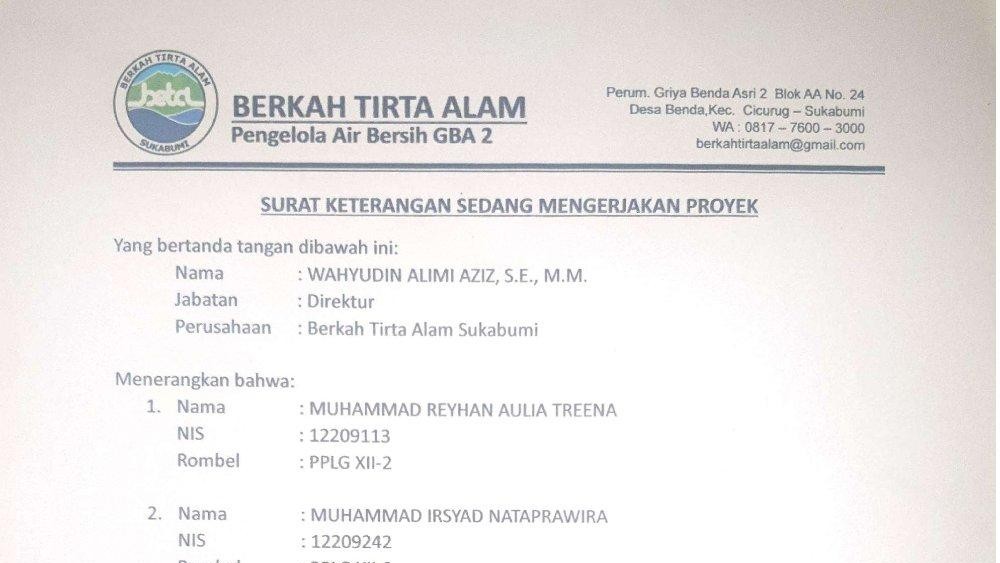 BERKAH TIRTA ALAM
beta
SUKABUMI
BERKAH TIRTA ALAM
Pengelola Air Bersih GBA 2
Perum. Griya Benda Asri 2 Blok AA No. 24
Desa Benda,Kec. Cicurug – Sukabumi
WA : 0817 – 7600 – 3000
berkahtirtaalam@gmail.com
SURAT KETERANGAN SEDANG MENGERJAKAN PROYEK
Yang bertanda tangan dibawah ini:
Nama : WAHYUDIN ALIMI AZIZ, S.E., M.M.
Jabatan : Direktur
Perusahaan : Berkah Tirta Alam Sukabumi
Menerangkan bahwa:
1. Nama : MUHAMMAD REYHAN AULIA TREENA
NIS : 12209113
Rombel : PPLG XII-2
2. Nama : MUHAMMAD IRSYAD NATAPRAWIRA
NIS : 12209242